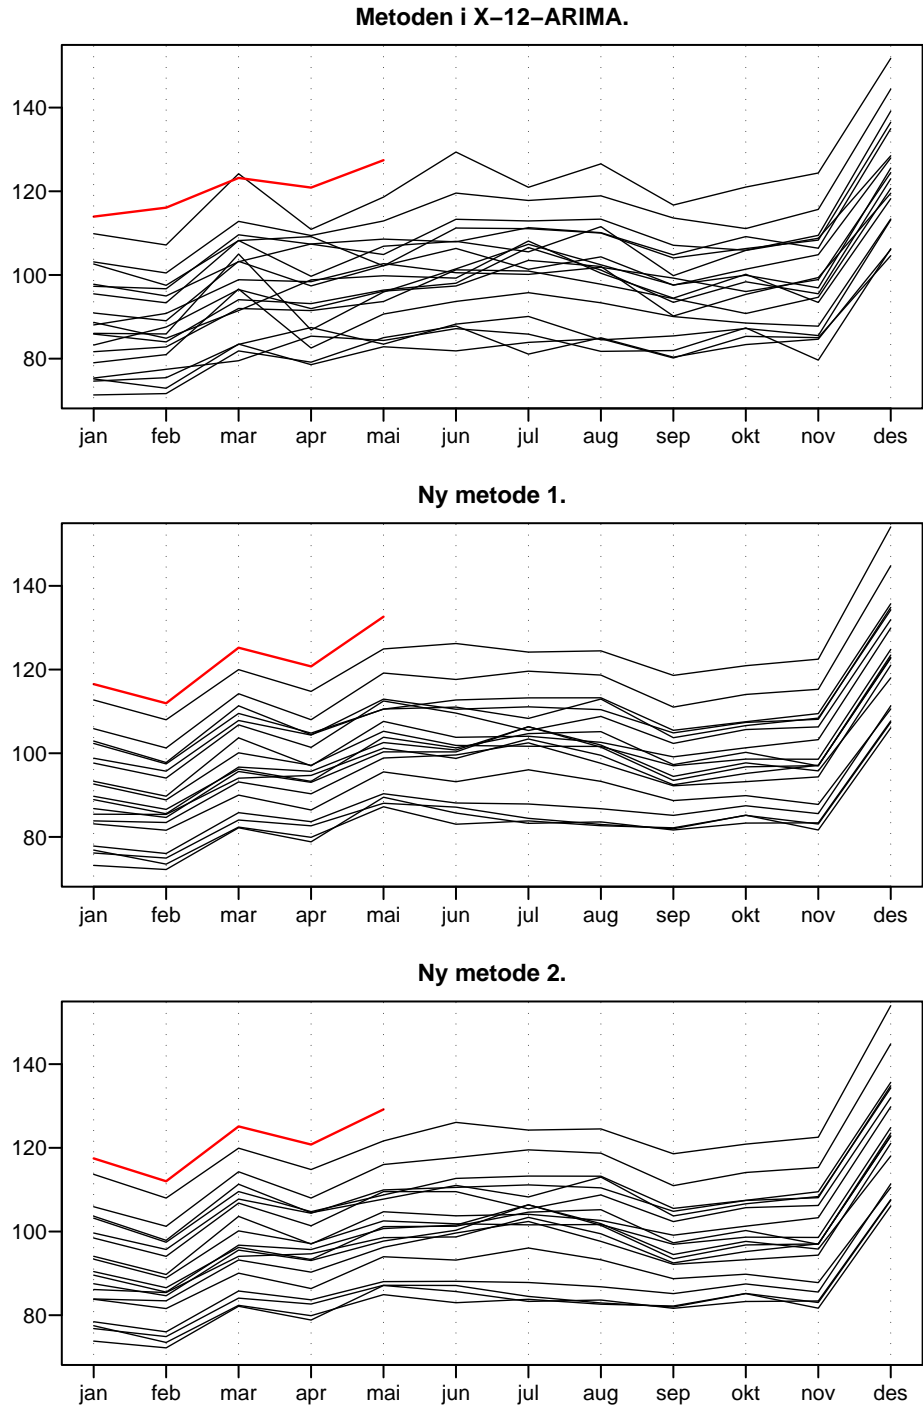 Metoden i X−12−ARIMA.
140
120
100
80
jan feb mar apr mai jun jul aug sep okt nov des
Ny metode 1.
140
120
100
80
jan feb mar apr mai jun jul aug sep okt nov des
Ny metode 2.
140
120
100
80
jan feb mar apr mai jun jul aug sep okt nov des